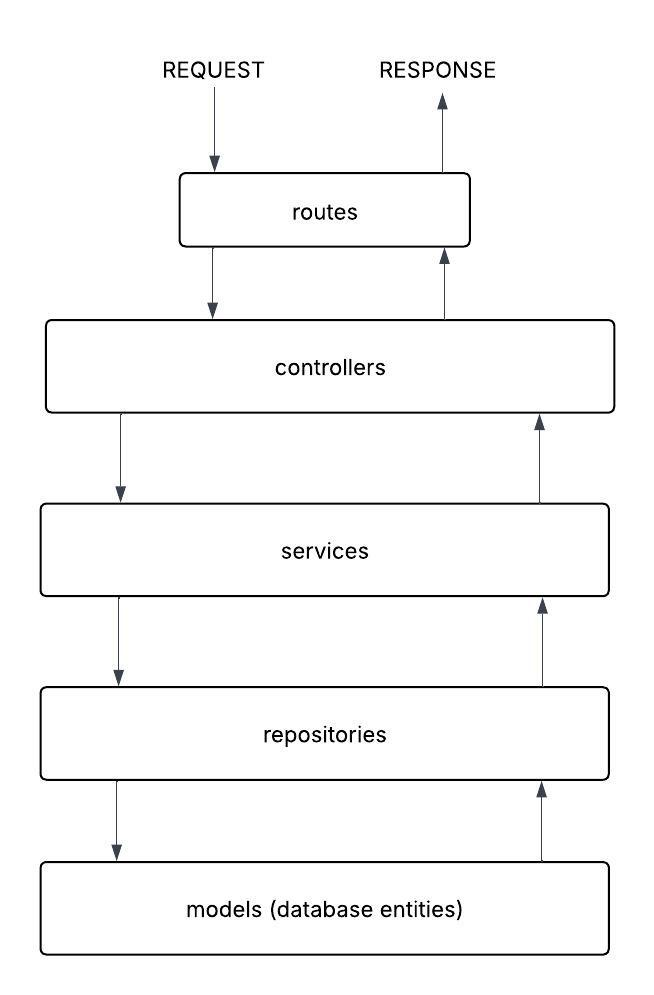 REQUEST
RESPONSE
routes
controllers
services
repositories
models (database entities)